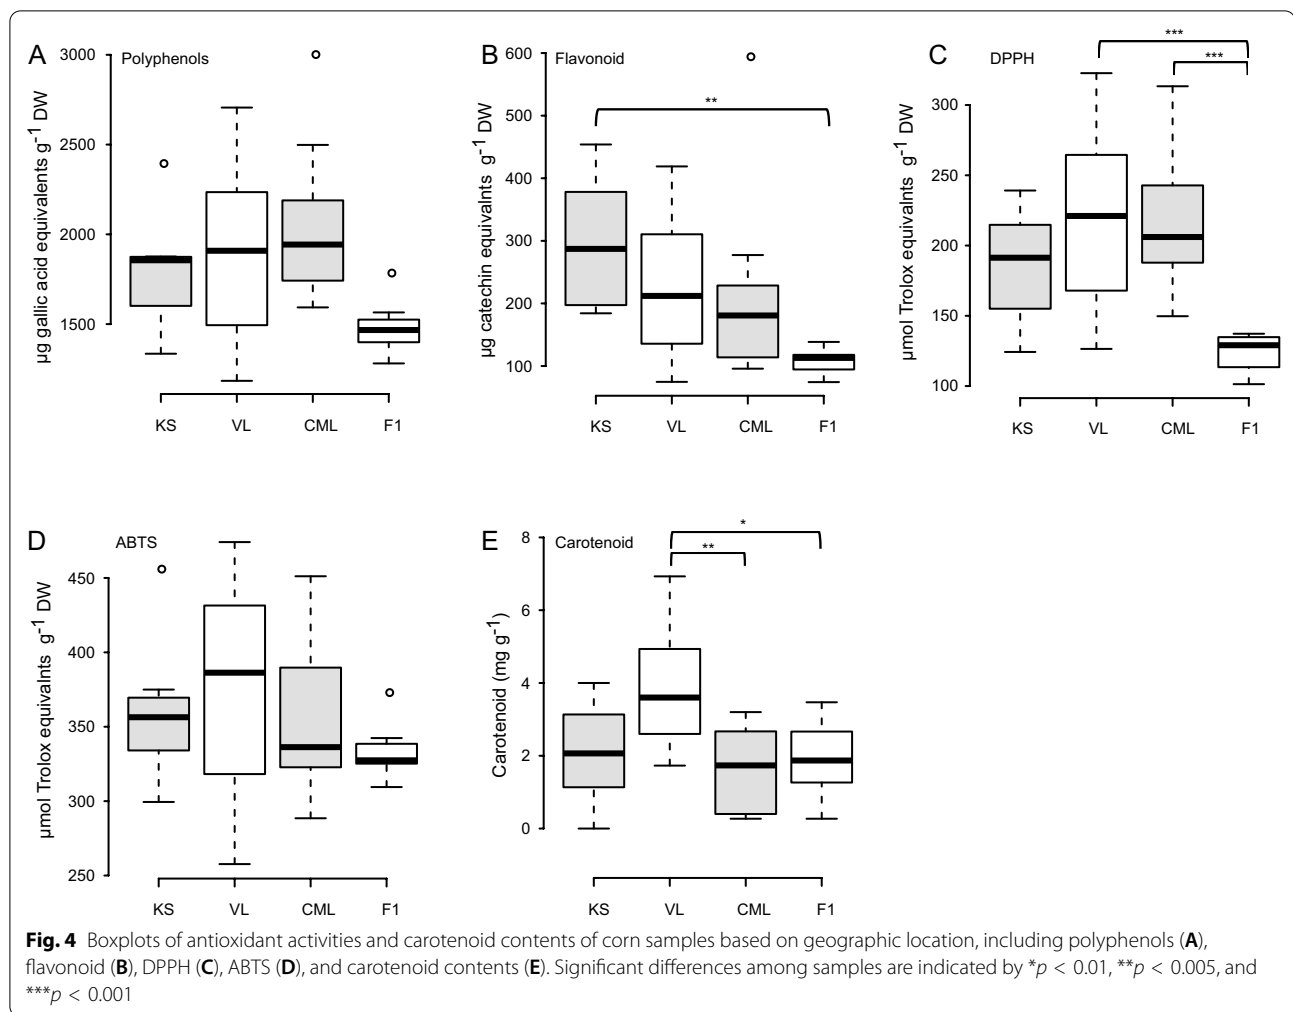 A
Polyphenols
3000
2500
2000
1500
µg gallic acid equivalents g⁻¹ DW
KS VL CML F1
B
Flavonoid
600
500
400
300
200
100
µg catechin equivalnts g⁻¹ DW
**
KS VL CML F1
C
DPPH
300
250
200
150
100
µmol Trolox equivalnts g⁻¹ DW
***
***
KS VL CML F1
D
ABTS
450
400
350
300
250
µmol Trolox equivalnts g⁻¹ DW
KS VL CML F1
E
Carotenoid
8
6
4
2
0
Carotenoid (mg g⁻¹)
*
**
KS VL CML F1
Fig. 4 Boxplots of antioxidant activities and carotenoid contents of corn samples based on geographic location, including polyphenols (A),
flavonoid (B), DPPH (C), ABTS (D), and carotenoid contents (E). Significant differences among samples are indicated by *p < 0.01, **p < 0.005, and
***p < 0.001